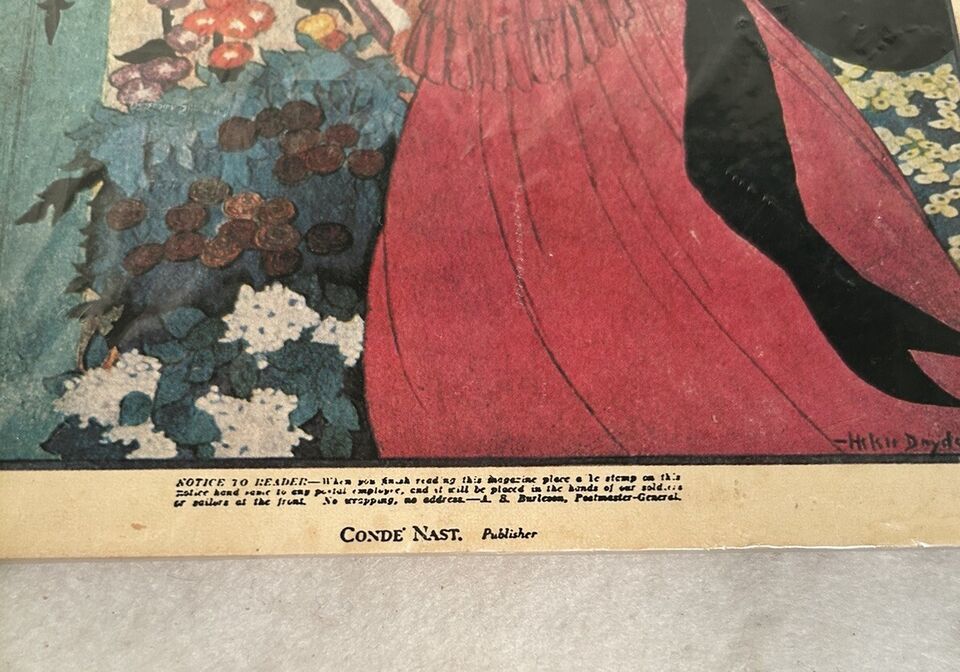 —Helen Dryde
NOTICE TO READER—When you finish reading this magazine place a 1c stamp on this
notice hand same to any postal employee, and it will be placed in the hands of our soldiers
or sailors at the front. No wrapping, no address.—A. S. Burleson, Postmaster-General.
CONDE' NAST. Publisher